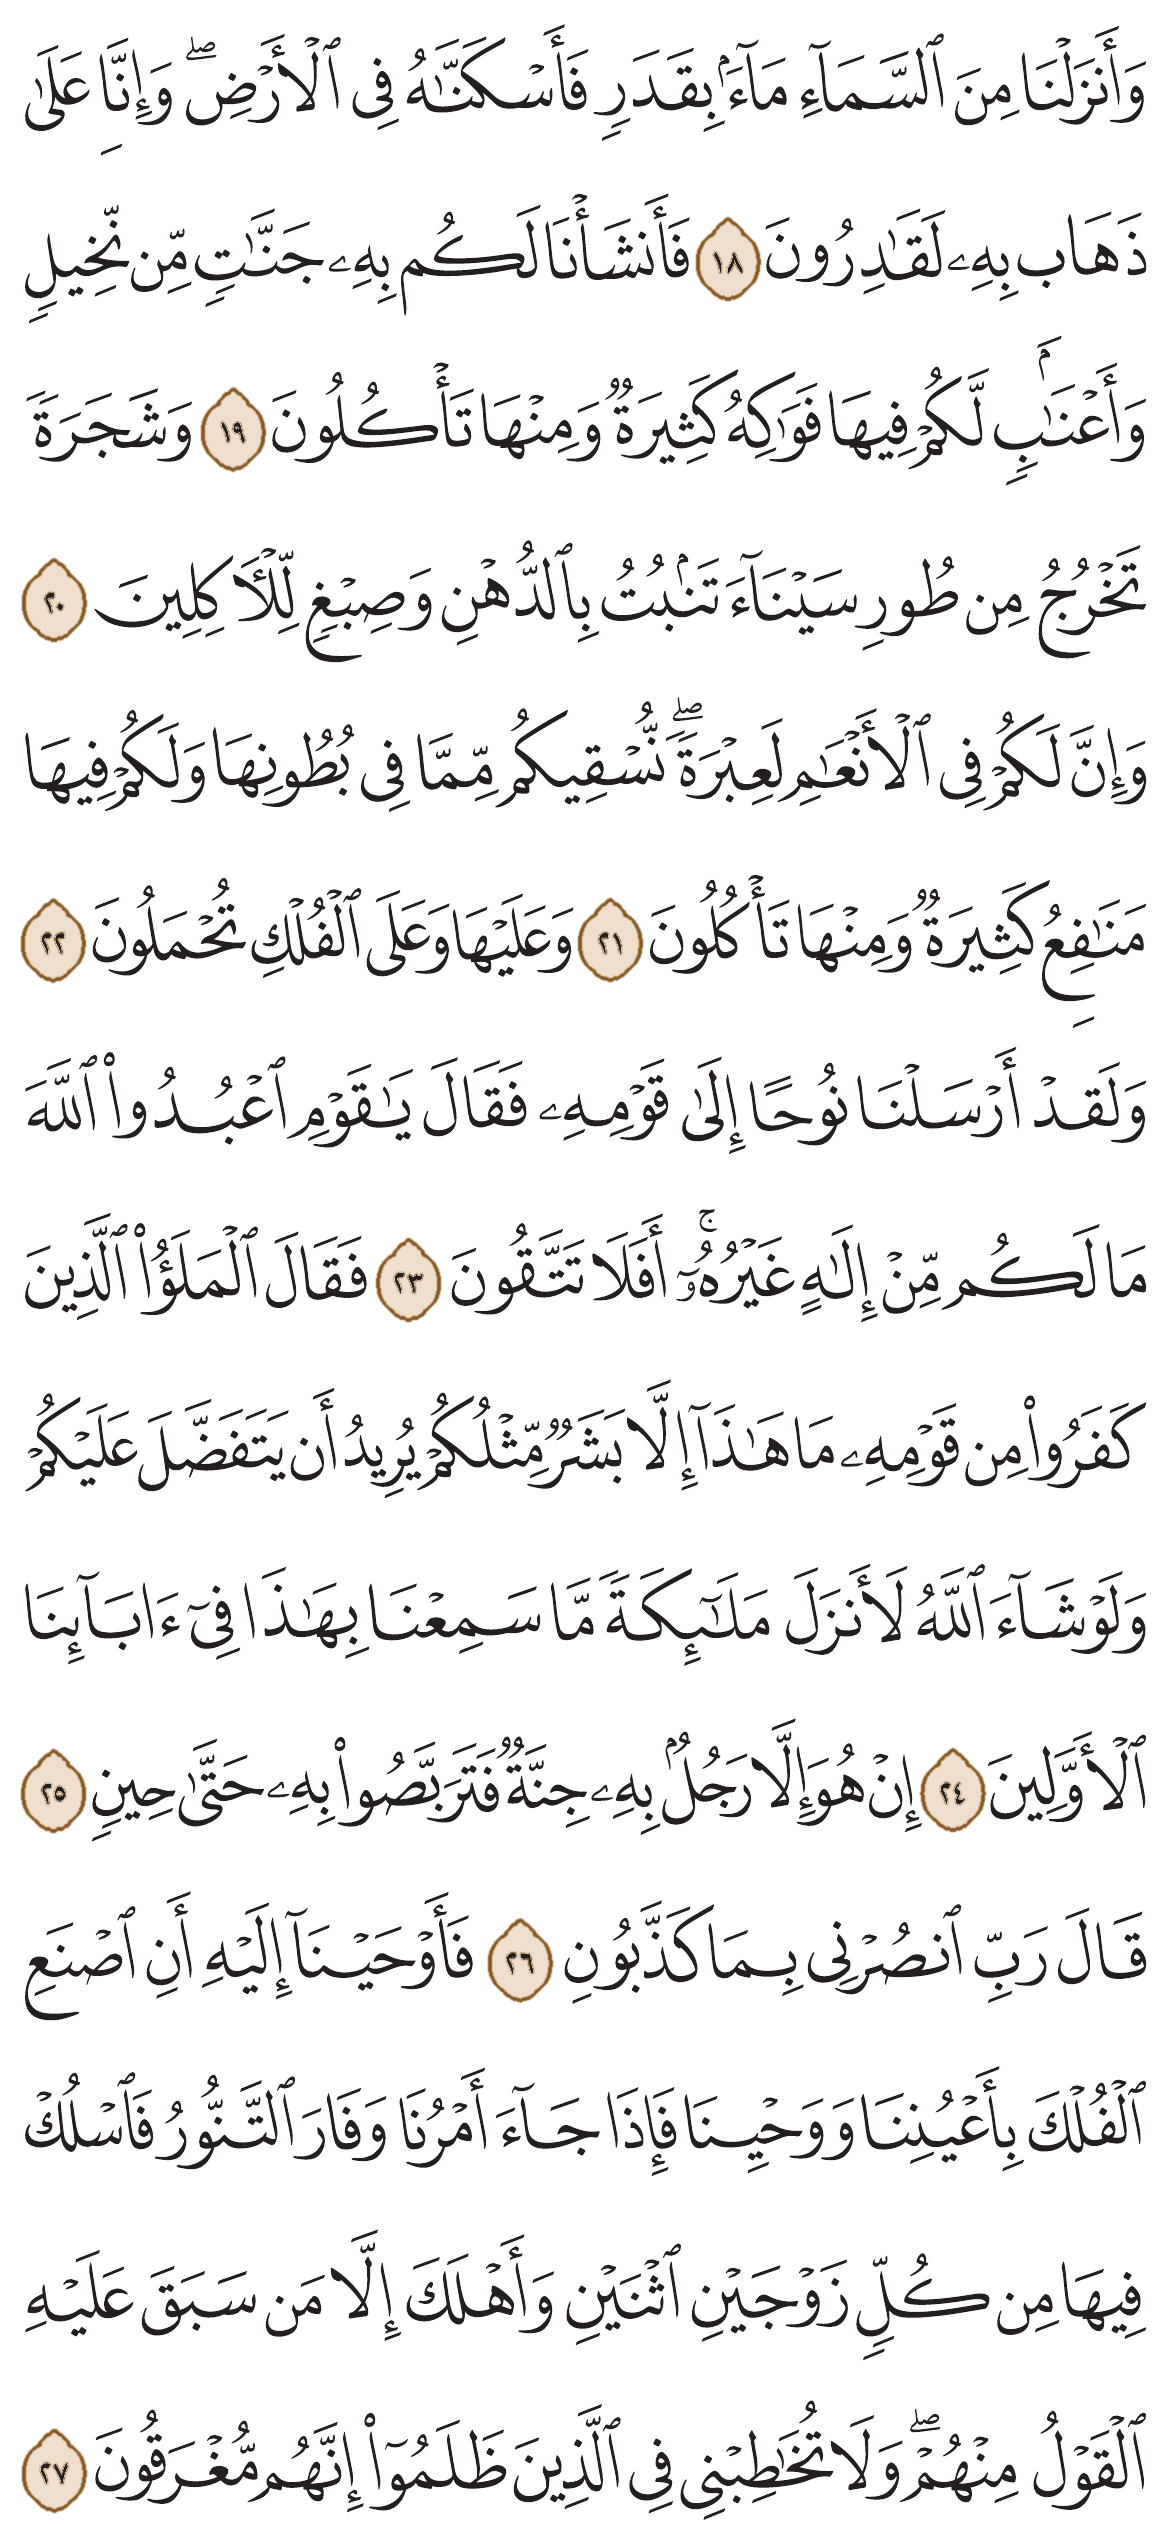 وَأَنزَلۡنَا مِنَ ٱلسَّمَآءِ مَآءَۢ بِقَدَرٖ فَأَسۡكَنَّـٰهُ فِي ٱلۡأَرۡضِۖ وَإِنَّا عَلَىٰ
ذَهَابِۭ بِهِۦ لَقَٰدِرُونَ ١٨ فَأَنشَأۡنَا لَكُم بِهِۦ جَنَّـٰتٖ مِّن نَّخِيلٖ
وَأَعۡنَٰبٖ لَّكُمۡ فِيهَا فَوَٰكِهُ كَثِيرَةٞ وَمِنۡهَا تَأۡكُلُونَ ١٩ وَشَجَرَةٗ
تَخۡرُجُ مِن طُورِ سَيۡنَآءَ تَنۢبُتُ بِٱلدُّهۡنِ وَصِبۡغٖ لِّلۡأٓكِلِينَ ٢٠
وَإِنَّ لَكُمۡ فِي ٱلۡأَنۡعَٰمِ لَعِبۡرَةٗۖ نُّسۡقِيكُم مِّمَّا فِي بُطُونِهَا وَلَكُمۡ فِيهَا
مَنَٰفِعُ كَثِيرَةٞ وَمِنۡهَا تَأۡكُلُونَ ٢١ وَعَلَيۡهَا وَعَلَى ٱلۡفُلۡكِ تُحۡمَلُونَ ٢٢
وَلَقَدۡ أَرۡسَلۡنَا نُوحًا إِلَىٰ قَوۡمِهِۦ فَقَالَ يَٰقَوۡمِ ٱعۡبُدُواْ ٱللَّهَ
مَا لَكُم مِّنۡ إِلَٰهٍ غَيۡرُهُۥٓۚ أَفَلَا تَتَّقُونَ ٢٣ فَقَالَ ٱلۡمَلَؤُاْ ٱلَّذِينَ
كَفَرُواْ مِن قَوۡمِهِۦ مَا هَٰذَآ إِلَّا بَشَرٞ مِّثۡلُكُمۡ يُرِيدُ أَن يَتَفَضَّلَ عَلَيۡكُمۡ
وَلَوۡ شَآءَ ٱللَّهُ لَأَنزَلَ مَلَـٰٓئِكَةٗ مَّا سَمِعۡنَا بِهَٰذَا فِيٓ ءَابَآئِنَا
ٱلۡأَوَّلِينَ ٢٤ إِنۡ هُوَ إِلَّا رَجُلُۢ بِهِۦ جِنَّةٞ فَتَرَبَّصُواْ بِهِۦ حَتَّىٰ حِينٖ ٢٥
قَالَ رَبِّ ٱنصُرۡنِي بِمَا كَذَّبُونِ ٢٦ فَأَوۡحَيۡنَآ إِلَيۡهِ أَنِ ٱصۡنَعِ
ٱلۡفُلۡكَ بِأَعۡيُنِنَا وَوَحۡيِنَا فَإِذَا جَآءَ أَمۡرُنَا وَفَارَ ٱلتَّنُّورُ فَٱسۡلُكۡ
فِيهَا مِن كُلّٖ زَوۡجَيۡنِ ٱثۡنَيۡنِ وَأَهۡلَكَ إِلَّا مَن سَبَقَ عَلَيۡهِ
ٱلۡقَوۡلُ مِنۡهُمۡۖ وَلَا تُخَٰطِبۡنِي فِي ٱلَّذِينَ ظَلَمُوٓاْ إِنَّهُم مُّغۡرَقُونَ ٢٧